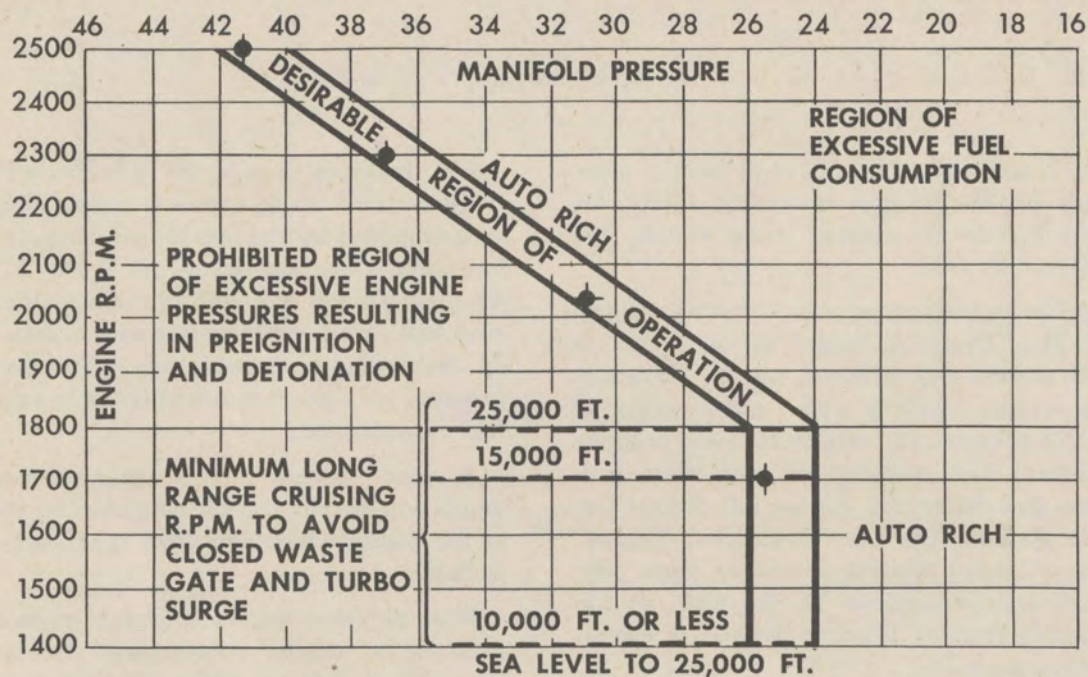 46 44 42 40 38 36 34 32 30 28 26 24 22 20 18 16
2500
2400
2300
2200
2100
2000
1900
1800
1700
1600
1500
1400
ENGINE R.P.M.
MANIFOLD PRESSURE
DESIRABLE REGION OF OPERATION
AUTO RICH
REGION OF
EXCESSIVE FUEL
CONSUMPTION
PROHIBITED REGION
OF EXCESSIVE ENGINE
PRESSURES RESULTING
IN PREIGNITION
AND DETONATION
25,000 FT.
15,000 FT.
MINIMUM LONG
RANGE CRUISING
R.P.M. TO AVOID
CLOSED WASTE
GATE AND TURBO
SURGE
AUTO RICH
10,000 FT. OR LESS
SEA LEVEL TO 25,000 FT.